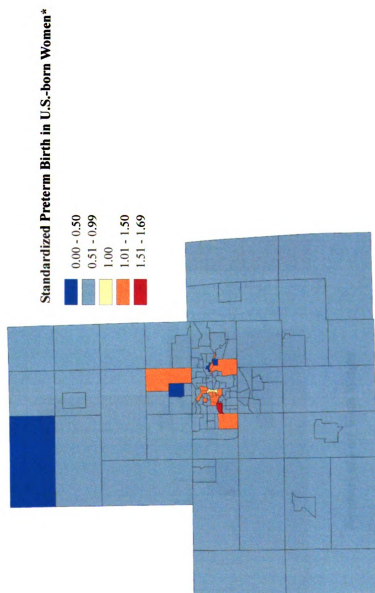 Standardized Preterm Birth in U.S.-born Women*
0.00 - 0.50
0.51 - 0.99
1.00
1.01 - 1.50
1.51 - 1.69